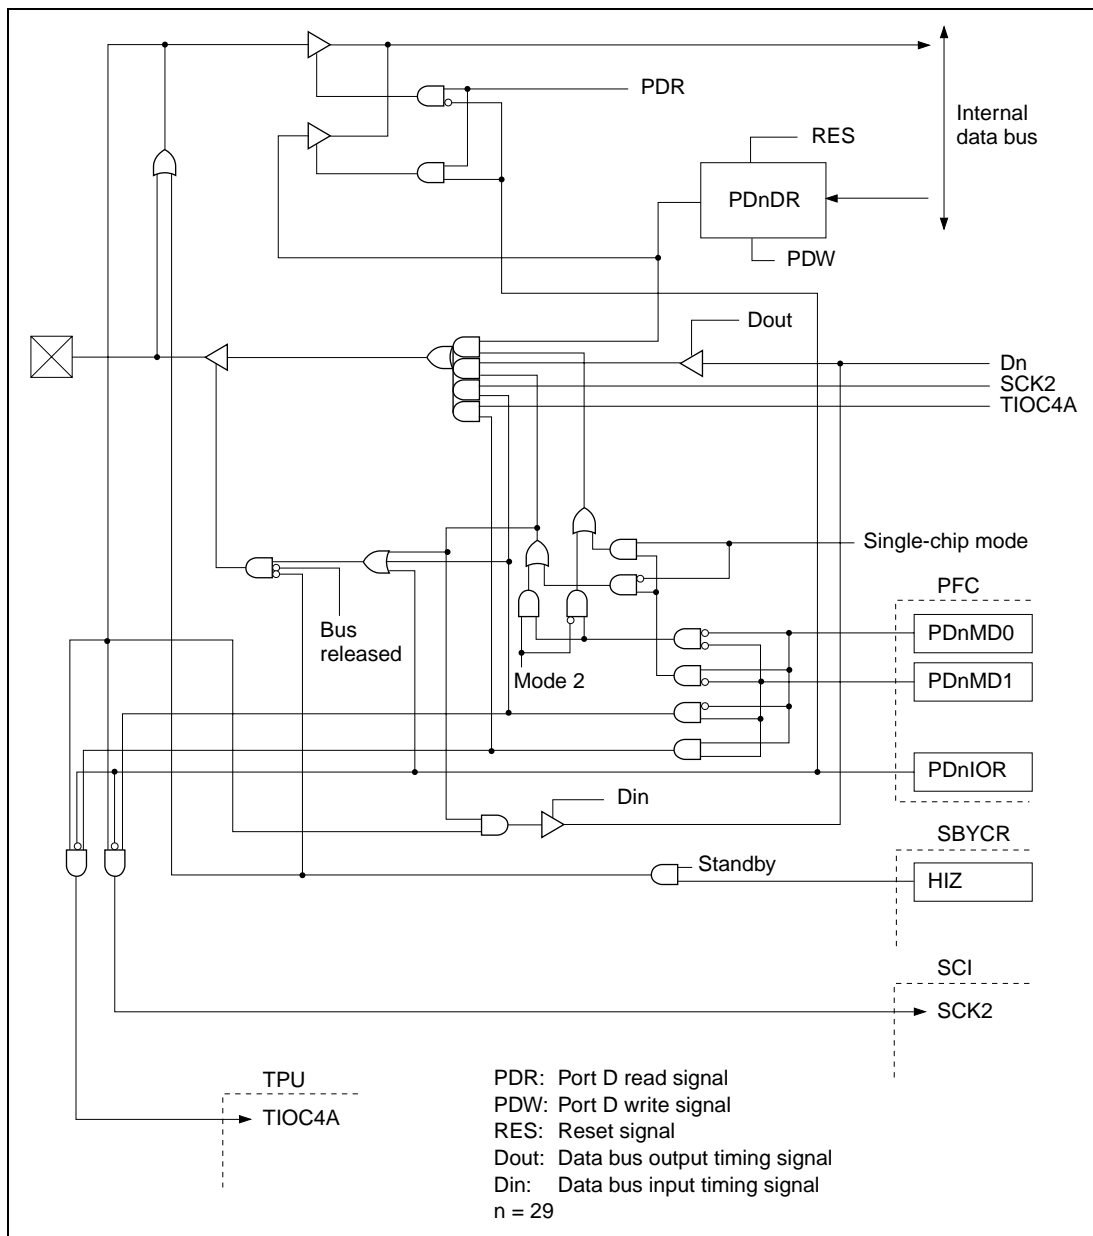 PDR
Internal
data bus
RES
PDnDR
PDW
Dout
Dn
SCK2
TIOC4A
Single-chip mode
PFC
Bus
released
PDnMD0
Mode 2
PDnMD1
PDnIOR
Din
SBYCR
Standby
HIZ
SCI
SCK2
TPU
TIOC4A
PDR: Port D read signal
PDW: Port D write signal
RES: Reset signal
Dout: Data bus output timing signal
Din: Data bus input timing signal
n = 29